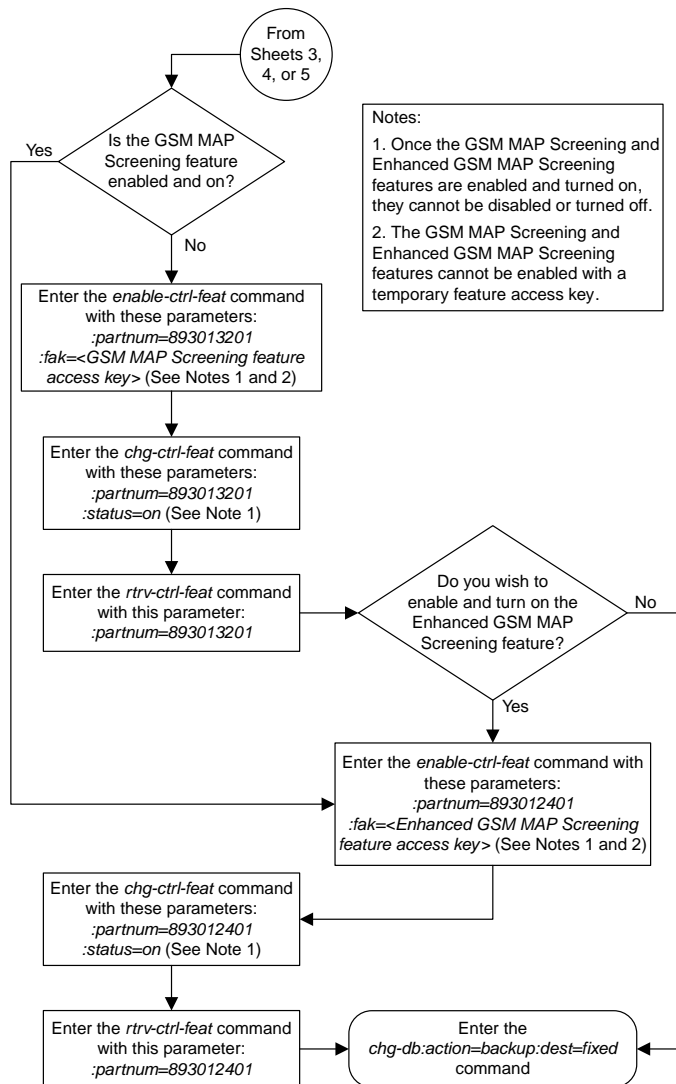 From
Sheets 3,
4, or 5
Is the GSM MAP
Screening feature
enabled and on?
Yes
No
Notes:
1. Once the GSM MAP Screening and
Enhanced GSM MAP Screening
features are enabled and turned on,
they cannot be disabled or turned off.
2. The GSM MAP Screening and
Enhanced GSM MAP Screening
features cannot be enabled with a
temporary feature access key.
Enter the enable-ctrl-feat command
with these parameters:
:partnum=893013201
:fak=<GSM MAP Screening feature
access key> (See Notes 1 and 2)
Enter the chg-ctrl-feat command
with these parameters:
:partnum=893013201
:status=on (See Note 1)
Enter the rtrv-ctrl-feat command
with this parameter:
:partnum=893013201
Do you wish to
enable and turn on the
Enhanced GSM MAP
Screening feature?
No
Yes
Enter the enable-ctrl-feat command with
these parameters:
:partnum=893012401
:fak=<Enhanced GSM MAP Screening
feature access key> (See Notes 1 and 2)
Enter the chg-ctrl-feat command
with these parameters:
:partnum=893012401
:status=on (See Note 1)
Enter the rtrv-ctrl-feat command
with this parameter:
:partnum=893012401
Enter the
chg-db:action=backup:dest=fixed
command